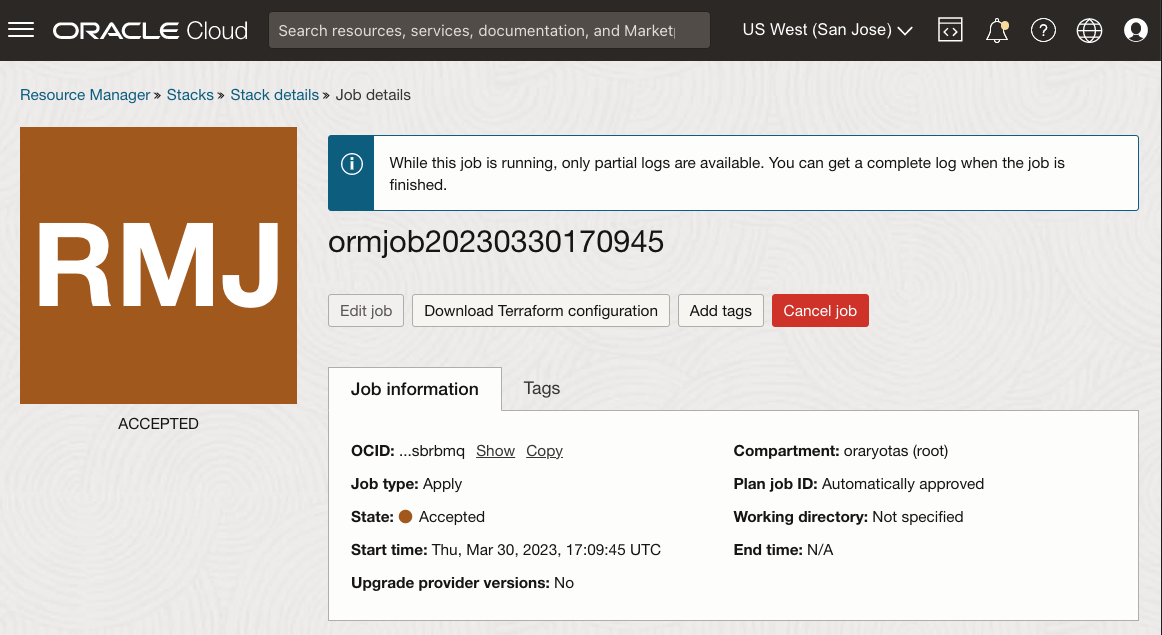 ORACLE Cloud
Search resources, services, documentation, and Market
US West (San Jose)
Resource Manager » Stacks » Stack details » Job details
RMJ
ACCEPTED
While this job is running, only partial logs are available. You can get a complete log when the job is
finished.
ormjob20230330170945
Edit job
Download Terraform configuration
Add tags
Cancel job
Job information
Tags
OCID: ...sbrbmq Show Copy
Job type: Apply
State: Accepted
Start time: Thu, Mar 30, 2023, 17:09:45 UTC
Upgrade provider versions: No
Compartment: oraryotas (root)
Plan job ID: Automatically approved
Working directory: Not specified
End time: N/A